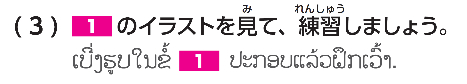 (3) 1 のイラストを見て、練習しましょう。
ເບິ່ງຮູບໃນຂໍ້ 1 ປະກອບແລ້ວຝຶກເວົ້າ.